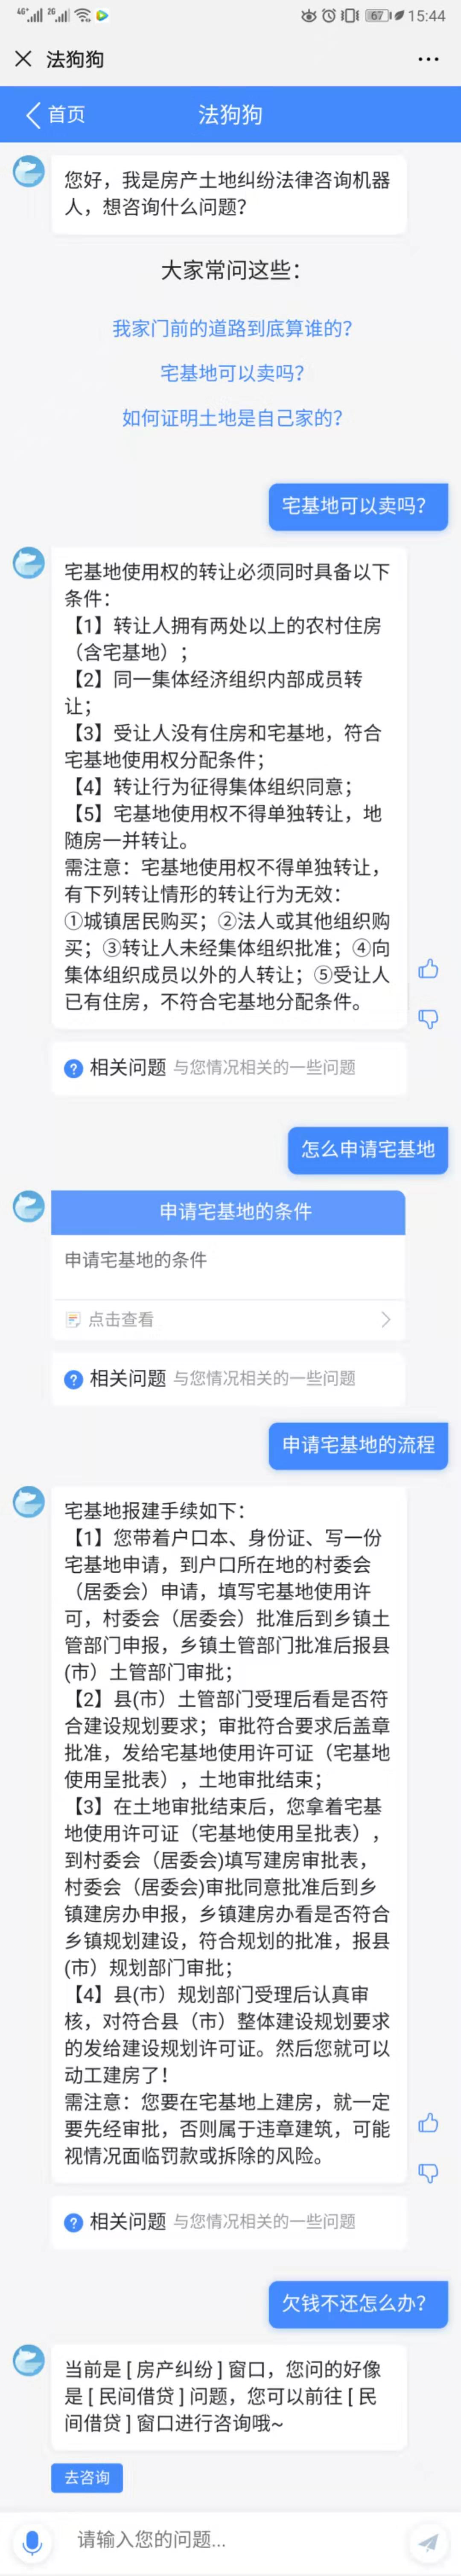 4G+ 2G 67 15:44
法狗狗
首页 法狗狗
您好，我是房产土地纠纷法律咨询机器
人，想咨询什么问题？
大家常问这些：
我家门前的道路到底算谁的？
宅基地可以卖吗？
如何证明土地是自己家的？
宅基地可以卖吗？
宅基地使用权的转让必须同时具备以下
条件：
【1】转让人拥有两处以上的农村住房
（含宅基地）；
【2】同一集体经济组织内部成员转
让；
【3】受让人没有住房和宅基地，符合
宅基地使用权分配条件；
【4】转让行为征得集体组织同意；
【5】宅基地使用权不得单独转让，地
随房一并转让。
需注意：宅基地使用权不得单独转让，
有下列转让情形的转让行为无效：
①城镇居民购买；②法人或其他组织购
买；③转让人未经集体组织批准；④向
集体组织成员以外的人转让；⑤受让人
已有住房，不符合宅基地分配条件。
相关问题 与您情况相关的一些问题
怎么申请宅基地
申请宅基地的条件
申请宅基地的条件
点击查看
相关问题 与您情况相关的一些问题
申请宅基地的流程
宅基地报建手续如下：
【1】您带着户口本、身份证、写一份
宅基地申请，到户口所在地的村委会
（居委会）申请，填写宅基地使用许
可，村委会（居委会）批准后到乡镇土
管部门申报，乡镇土管部门批准后报县
(市）土管部门审批；
【2】县(市）土管部门受理后看是否符
合建设规划要求；审批符合要求后盖章
批准，发给宅基地使用许可证（宅基地
使用呈批表），土地审批结束；
【3】在土地审批结束后，您拿着宅基
地使用许可证（宅基地使用呈批表），
到村委会（居委会)填写建房审批表，
村委会（居委会)审批同意批准后到乡
镇建房办申报，乡镇建房办看是否符合
乡镇规划建设，符合规划的批准，报县
(市）规划部门审批；
【4】县(市）规划部门受理后认真审
核，对符合县（市）整体建设规划要求
的发给建设规划许可证。然后您就可以
动工建房了！
需注意：您要在宅基地上建房，就一定
要先经审批，否则属于违章建筑，可能
视情况面临罚款或拆除的风险。
相关问题 与您情况相关的一些问题
欠钱不还怎么办？
当前是 [ 房产纠纷 ] 窗口，您问的好像
是 [ 民间借贷 ] 问题，您可以前往 [ 民
间借贷 ] 窗口进行咨询哦~
去咨询
请输入您的问题...